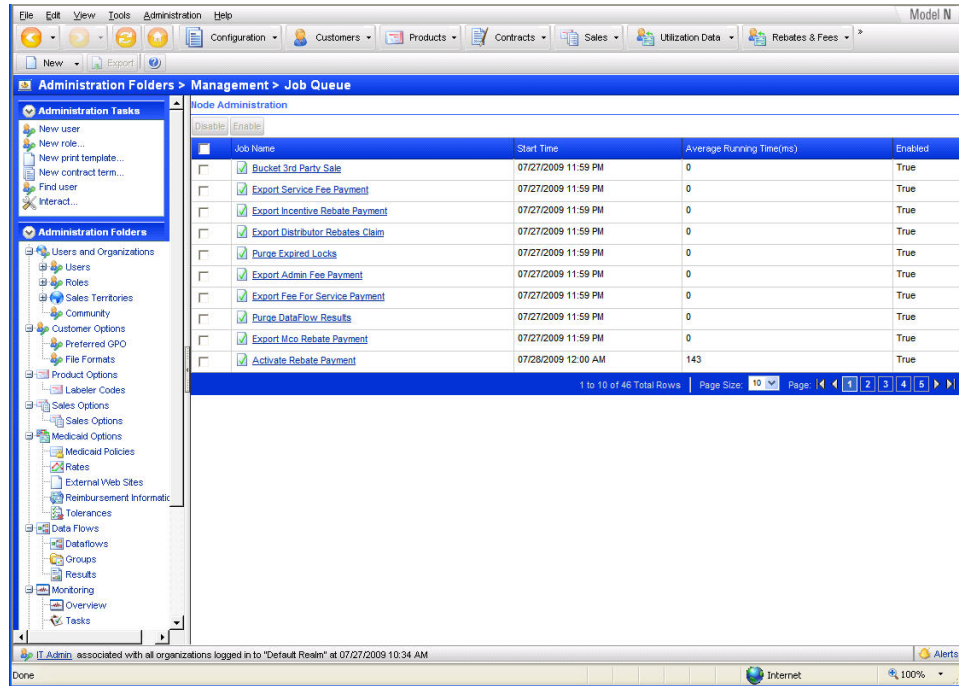 File Edit View Tools Administration Help Model N
Configuration Customers Products Contracts Sales Utilization Data Rebates & Fees »
New Export
Administration Folders > Management > Job Queue
Administration Tasks
New user
New role...
New print template...
New contract term...
Find user
Interact...
Administration Folders
Users and Organizations
Users
Roles
Sales Territories
Community
Customer Options
Preferred GPO
File Formats
Product Options
Labeler Codes
Sales Options
Sales Options
Medicaid Options
Medicaid Policies
Rates
External Web Sites
Reimbursement Informatic
Tolerances
Data Flows
Dataflows
Groups
Results
Monitoring
Overview
Tasks
Node Administration
Disable Enable
Job Name Start Time Average Running Time(ms) Enabled
Bucket 3rd Party Sale 07/27/2009 11:59 PM 0 True
Export Service Fee Payment 07/27/2009 11:59 PM 0 True
Export Incentive Rebate Payment 07/27/2009 11:59 PM 0 True
Export Distributor Rebates Claim 07/27/2009 11:59 PM 0 True
Purge Expired Locks 07/27/2009 11:59 PM 0 True
Export Admin Fee Payment 07/27/2009 11:59 PM 0 True
Export Fee For Service Payment 07/27/2009 11:59 PM 0 True
Purge DataFlow Results 07/27/2009 11:59 PM 0 True
Export Mco Rebate Payment 07/27/2009 11:59 PM 0 True
Activate Rebate Payment 07/28/2009 12:00 AM 143 True
1 to 10 of 46 Total Rows Page Size: 10 Page: 1 2 3 4 5
IT Admin associated with all organizations logged in to "Default Realm" at 07/27/2009 10:34 AM Alerts
Done Internet 100%